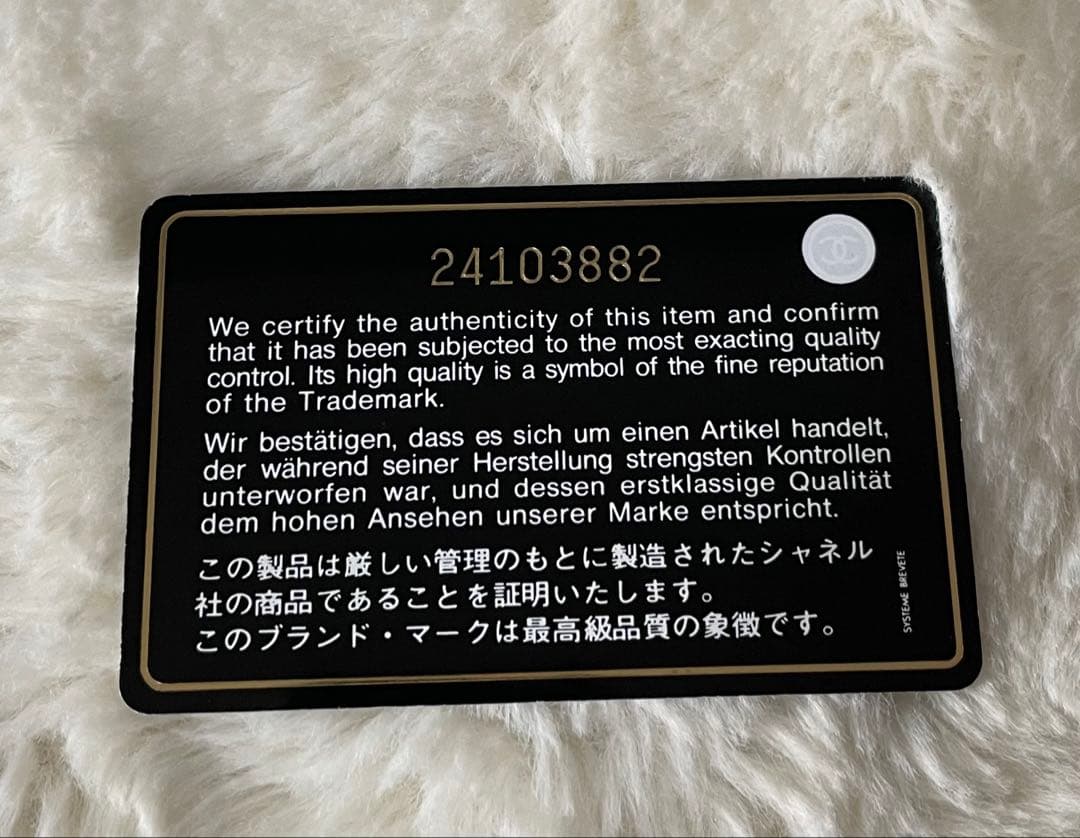 24103882
We certify the authenticity of this item and confirm
that it has been subjected to the most exacting quality
control. Its high quality is a symbol of the fine reputation
of the Trademark.
Wir bestätigen, dass es sich um einen Artikel handelt,
der während seiner Herstellung strengsten Kontrollen
unterworfen war, und dessen erstklassige Qualität
dem hohen Ansehen unserer Marke entspricht.
この製品は厳しい管理のもとに製造されたシャネル
社の商品であることを証明いたします。
このブランド・マークは最高級品質の象徴です。
SYSTEME BREVETE